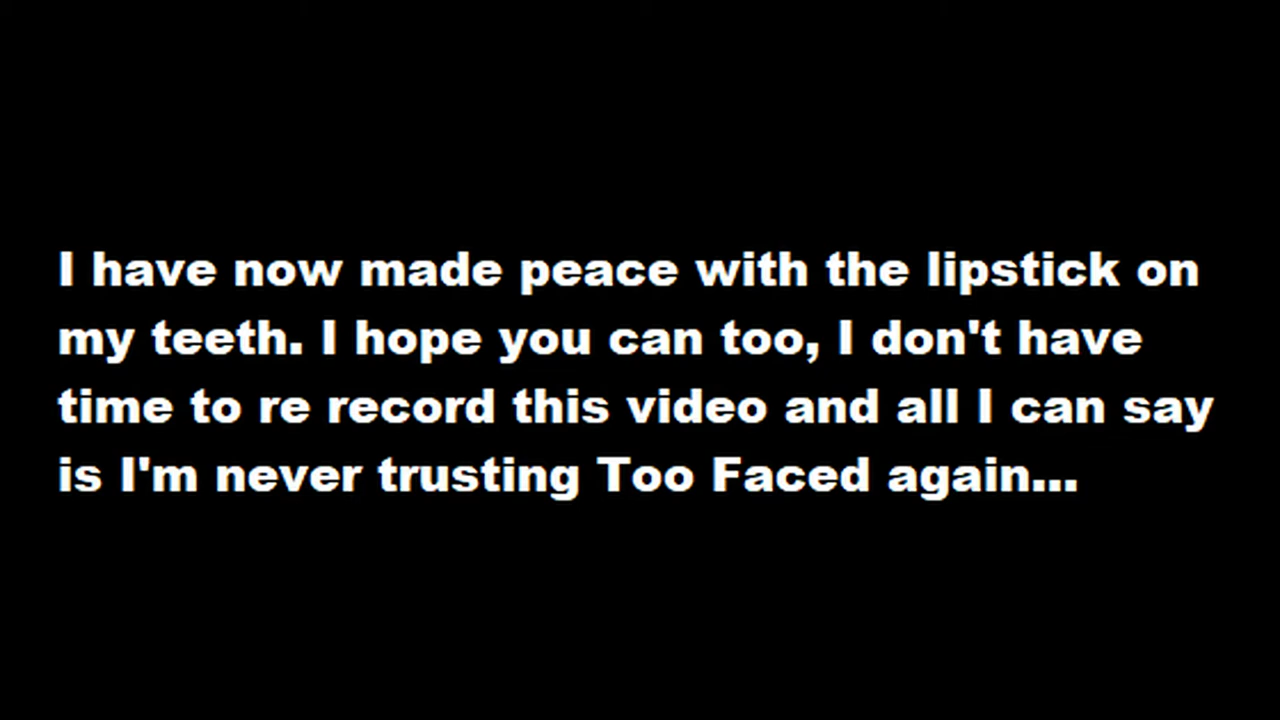 I have now made peace with the lipstick on
my teeth. I hope you can too, I don't have
time to re record this video and all I can say
is I'm never trusting Too Faced again...